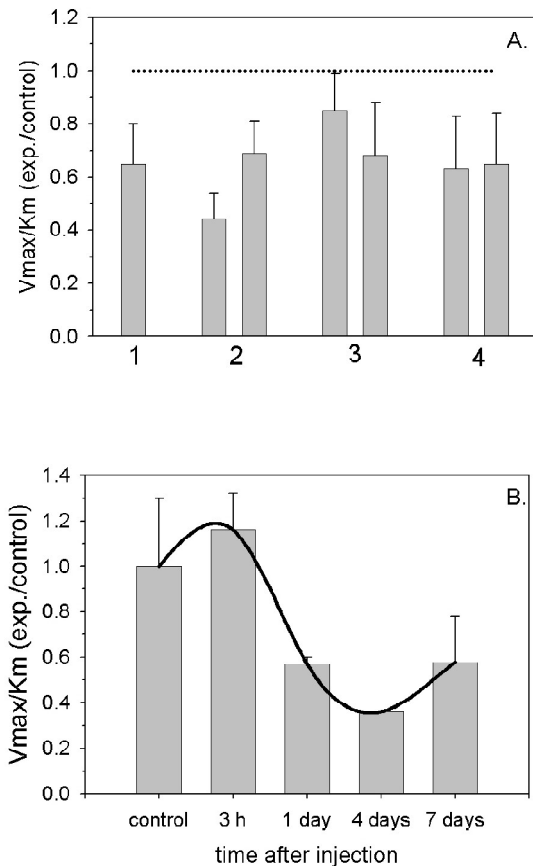 A.
Vmax/Km (exp./control)
1.2
1.0
0.8
0.6
0.4
0.2
0.0
1 2 3 4
B.
Vmax/Km (exp./control)
1.4
1.2
1.0
0.8
0.6
0.4
0.2
0.0
control 3 h 1 day 4 days 7 days
time after injection